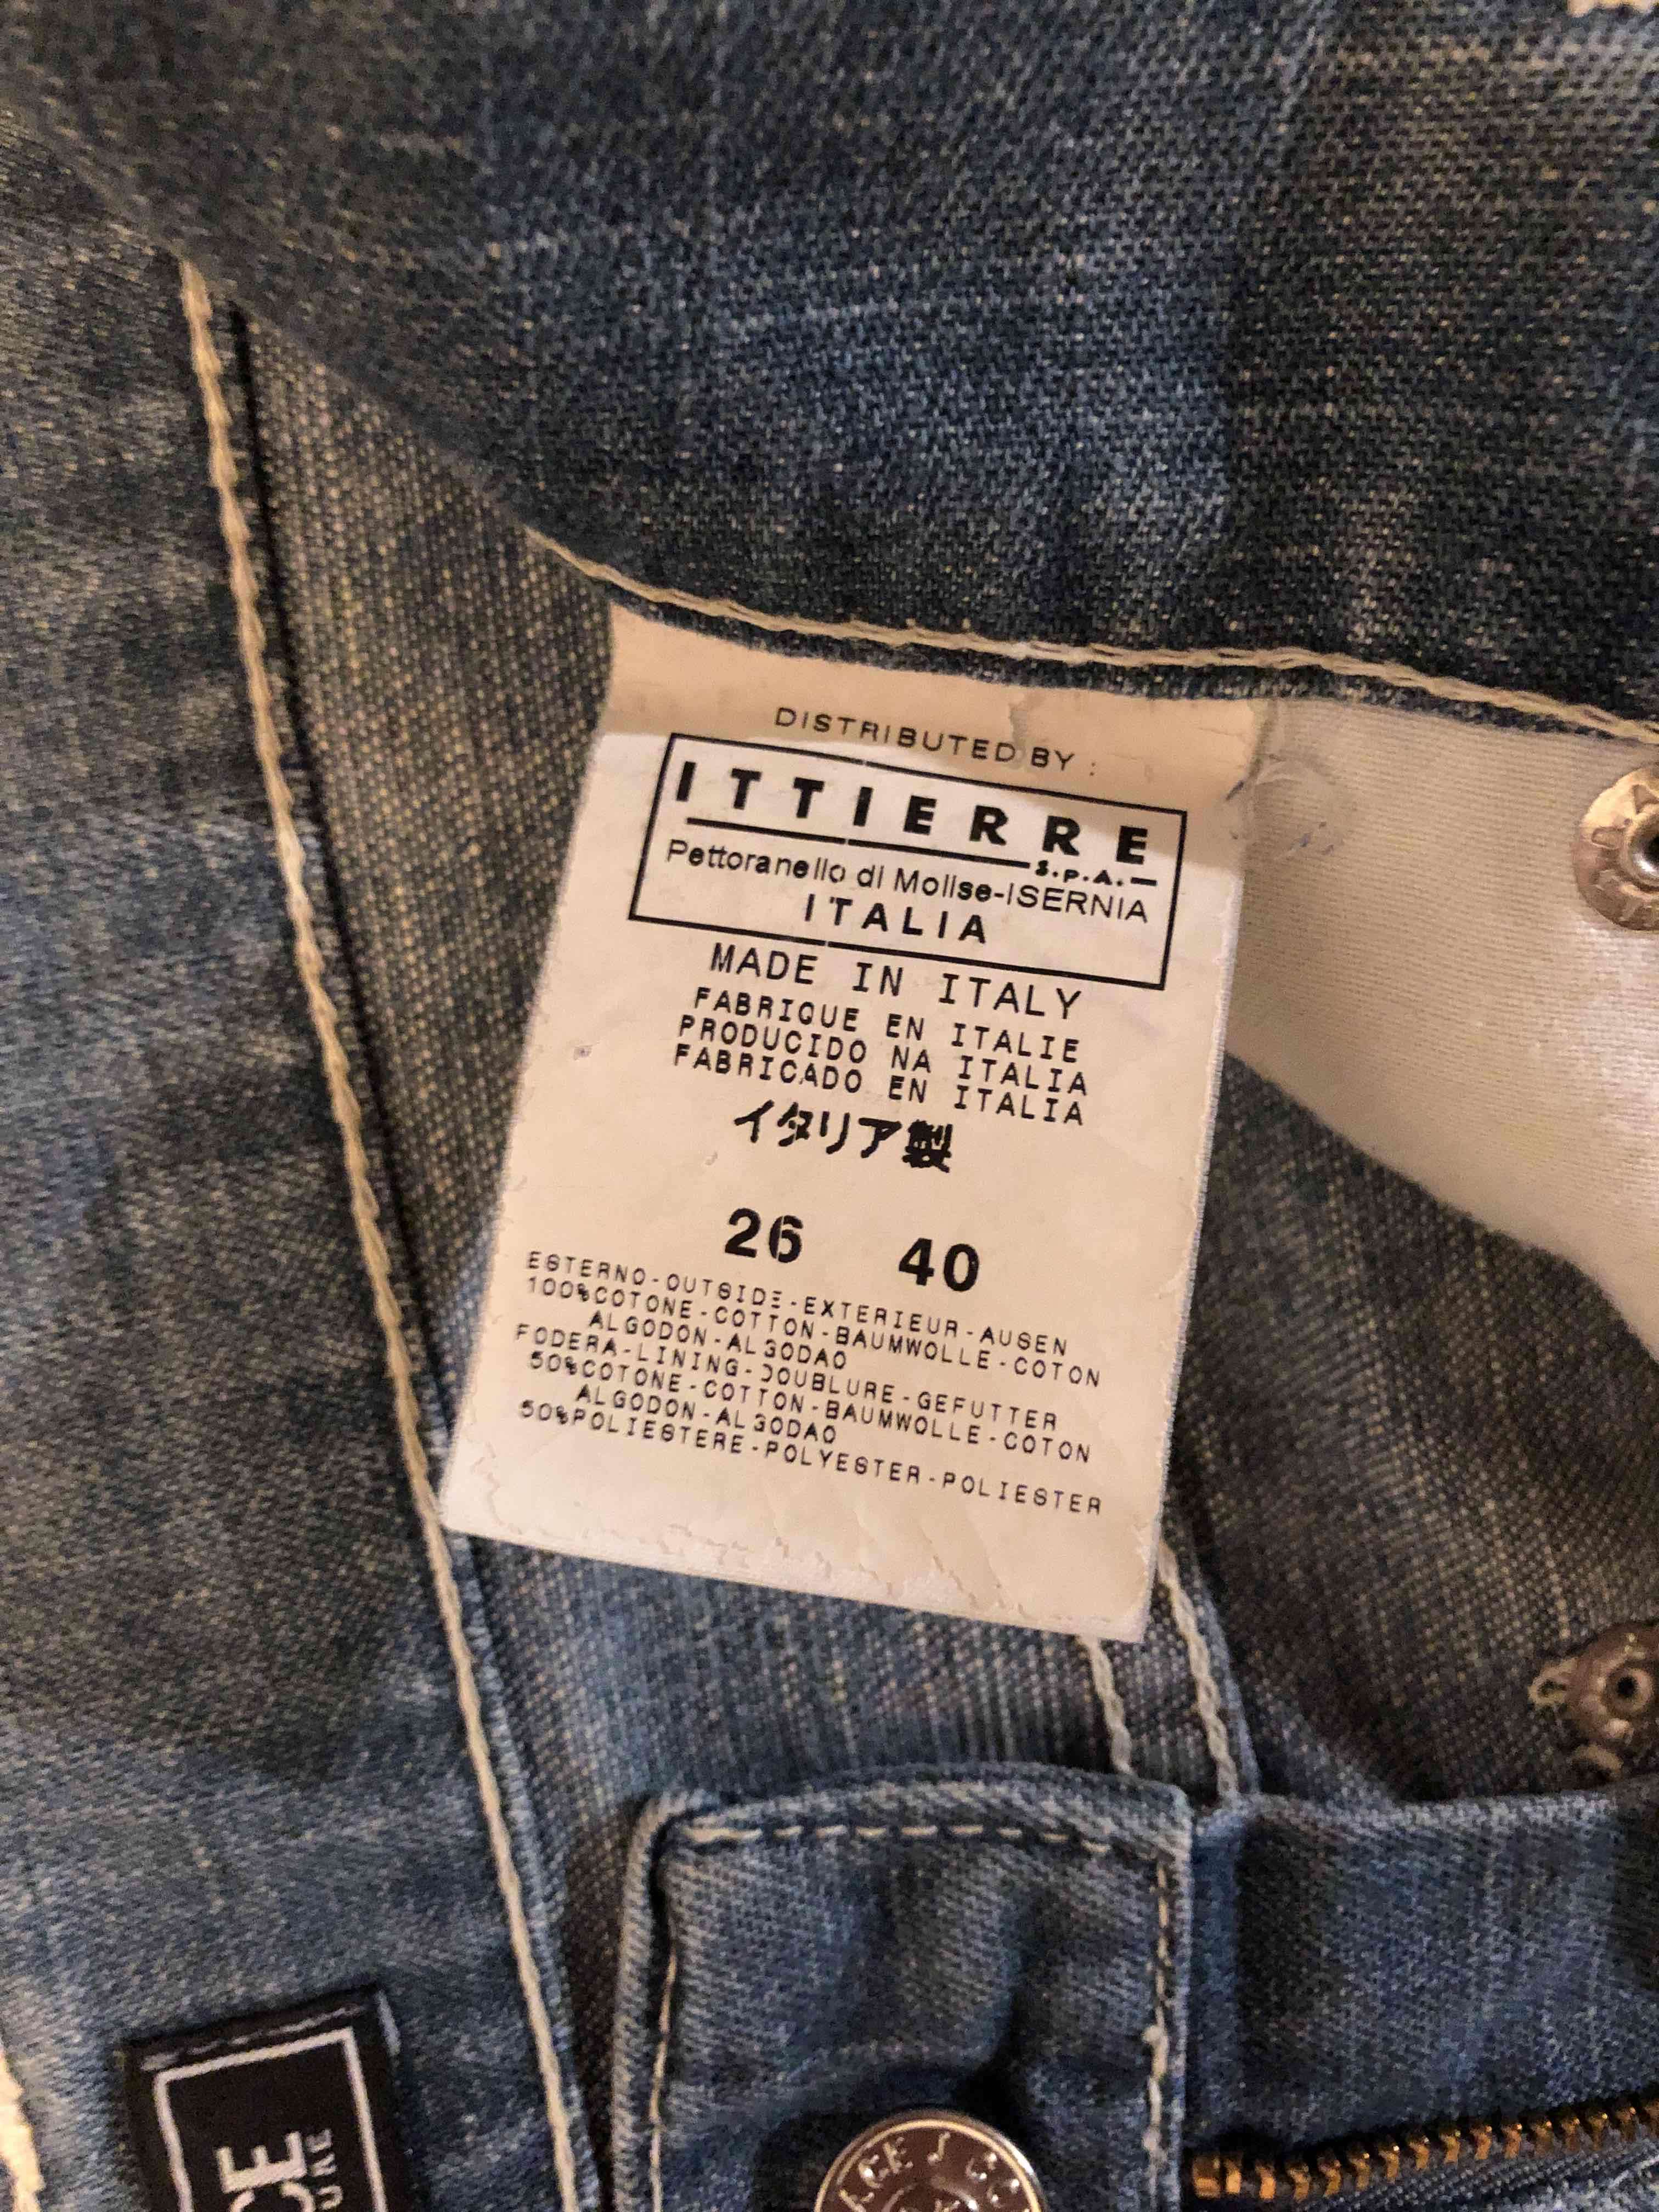 DISTRIBUTED BY :
ITTIERRE
S.p.A.
Pettoranello di Molise-ISERNIA
ITALIA
MADE IN ITALY
FABRIQUE EN ITALIE
PRODUCIDO NA ITALIA
FABRICADO EN ITALIA
イタリア製
26 40
ESTERNO-OUTSIDE-EXTERIEUR-AUSEN
100%COTONE-COTTON-BAUMWOLLE-COTON
ALGODON-ALGODAO
FODERA-LINING-DOUBLURE-GEFUTTER
50%COTONE-COTTON-BAUMWOLLE-COTON
ALGODON-ALGODAO
50%POLIESTERE-POLYESTER-POLIESTER